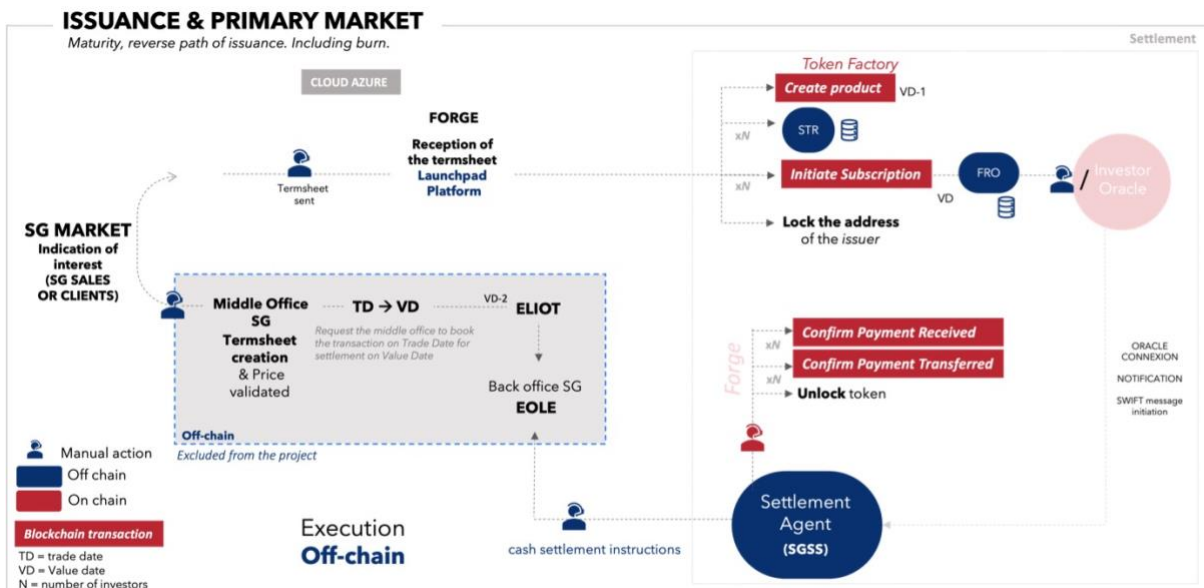 ISSUANCE & PRIMARY MARKET
Maturity, reverse path of issuance. Including burn.
Settlement
CLOUD AZURE
Token Factory
Create product
VD-1
FORGE
Reception of
the termsheet
Launchpad
Platform
Termsheet
sent
xN
STR
xN
Initiate Subscription
VD
FRO
/
Investor
Oracle
Lock the address
of the issuer
SG MARKET
Indication of
interest
(SG SALES
OR CLIENTS)
Middle Office
SG
Termsheet
creation
& Price
validated
TD → VD
Request the middle office to book
the transaction on Trade Date for
settlement on Value Date
VD-2
ELIOT
Back office SG
EOLE
Off-chain
Excluded from the project
Forge
xN
Confirm Payment Received
xN
Confirm Payment Transferred
Unlock token
ORACLE
CONNEXION
NOTIFICATION
SWIFT message
initiation
Manual action
Off chain
On chain
Blockchain transaction
TD = trade date
VD = Value date
N = number of investors
Execution
Off-chain
cash settlement instructions
Settlement
Agent
(SGSS)